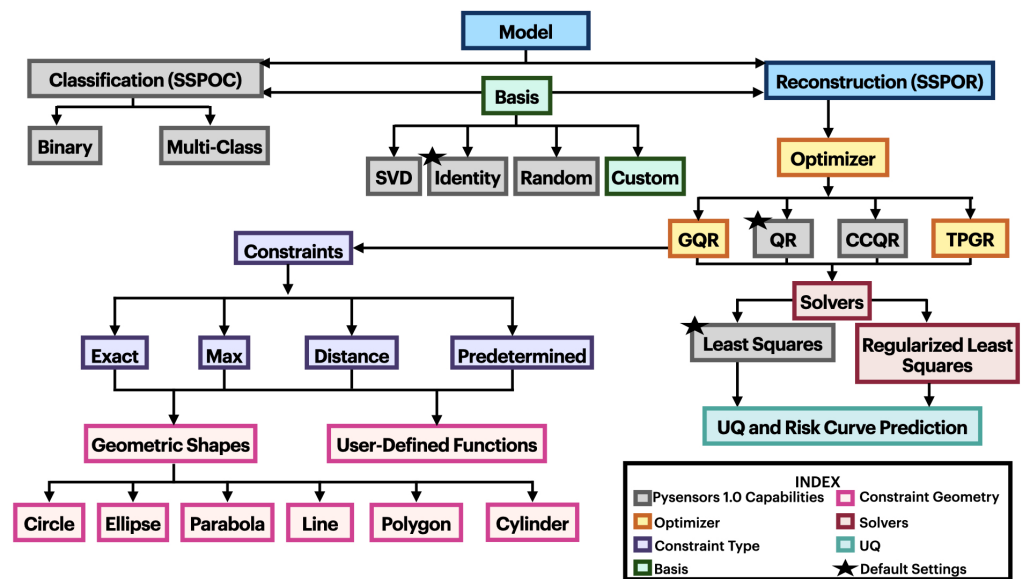 Model
Classification (SSPOC)
Basis
Reconstruction (SSPOR)
Binary
Multi-Class
SVD
Identity
Random
Custom
Optimizer
GQR
QR
CCQR
TPGR
Constraints
Solvers
Exact
Max
Distance
Predetermined
Least Squares
Regularized Least
Squares
Geometric Shapes
User-Defined Functions
UQ and Risk Curve Prediction
Circle
Ellipse
Parabola
Line
Polygon
Cylinder
INDEX
Pysensors 1.0 Capabilities
Constraint Geometry
Optimizer
Solvers
Constraint Type
UQ
Basis
Default Settings